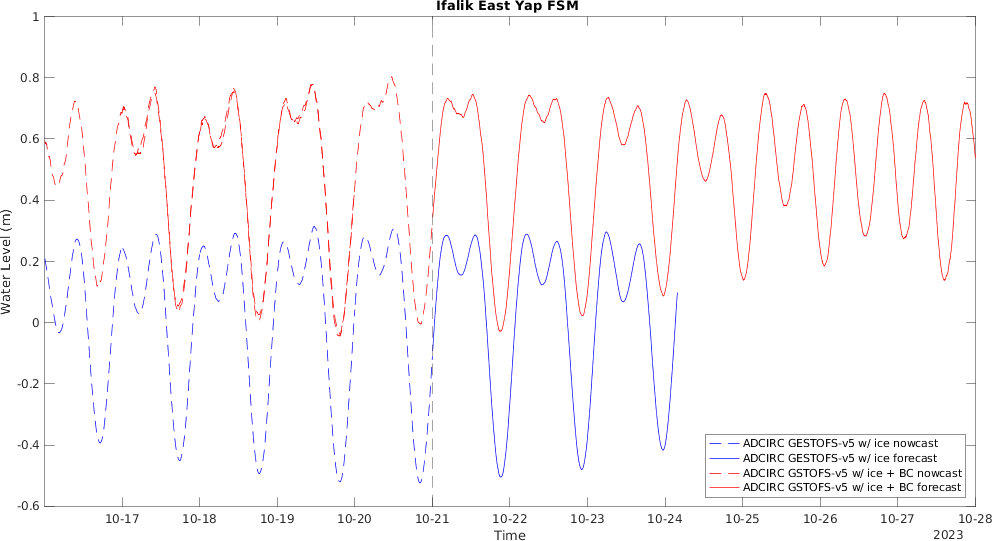 Ifalik East Yap FSM
1
0.8
0.6
0.4
0.2
0
-0.2
-0.4
-0.6
Water Level (m)
10-17 10-18 10-19 10-20 10-21 10-22 10-23 10-24 10-25 10-26 10-27 10-28
Time
2023
ADCIRC GESTOFS-v5 w/ ice nowcast
ADCIRC GESTOFS-v5 w/ ice forecast
ADCIRC GSTOFS-v5 w/ ice + BC nowcast
ADCIRC GSTOFS-v5 w/ ice + BC forecast